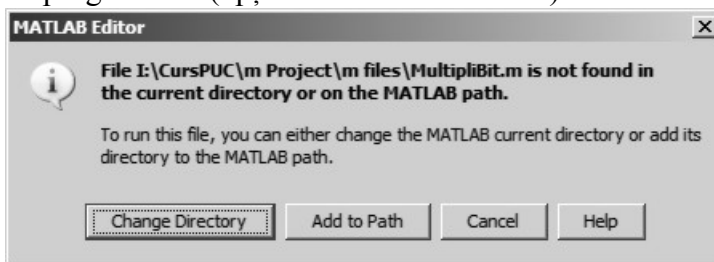 MATLAB Editor
File I:\CursPUC\m Project\m files\MultipliBit.m is not found in
the current directory or on the MATLAB path.
To run this file, you can either change the MATLAB current directory or add its
directory to the MATLAB path.
Change Directory Add to Path Cancel Help